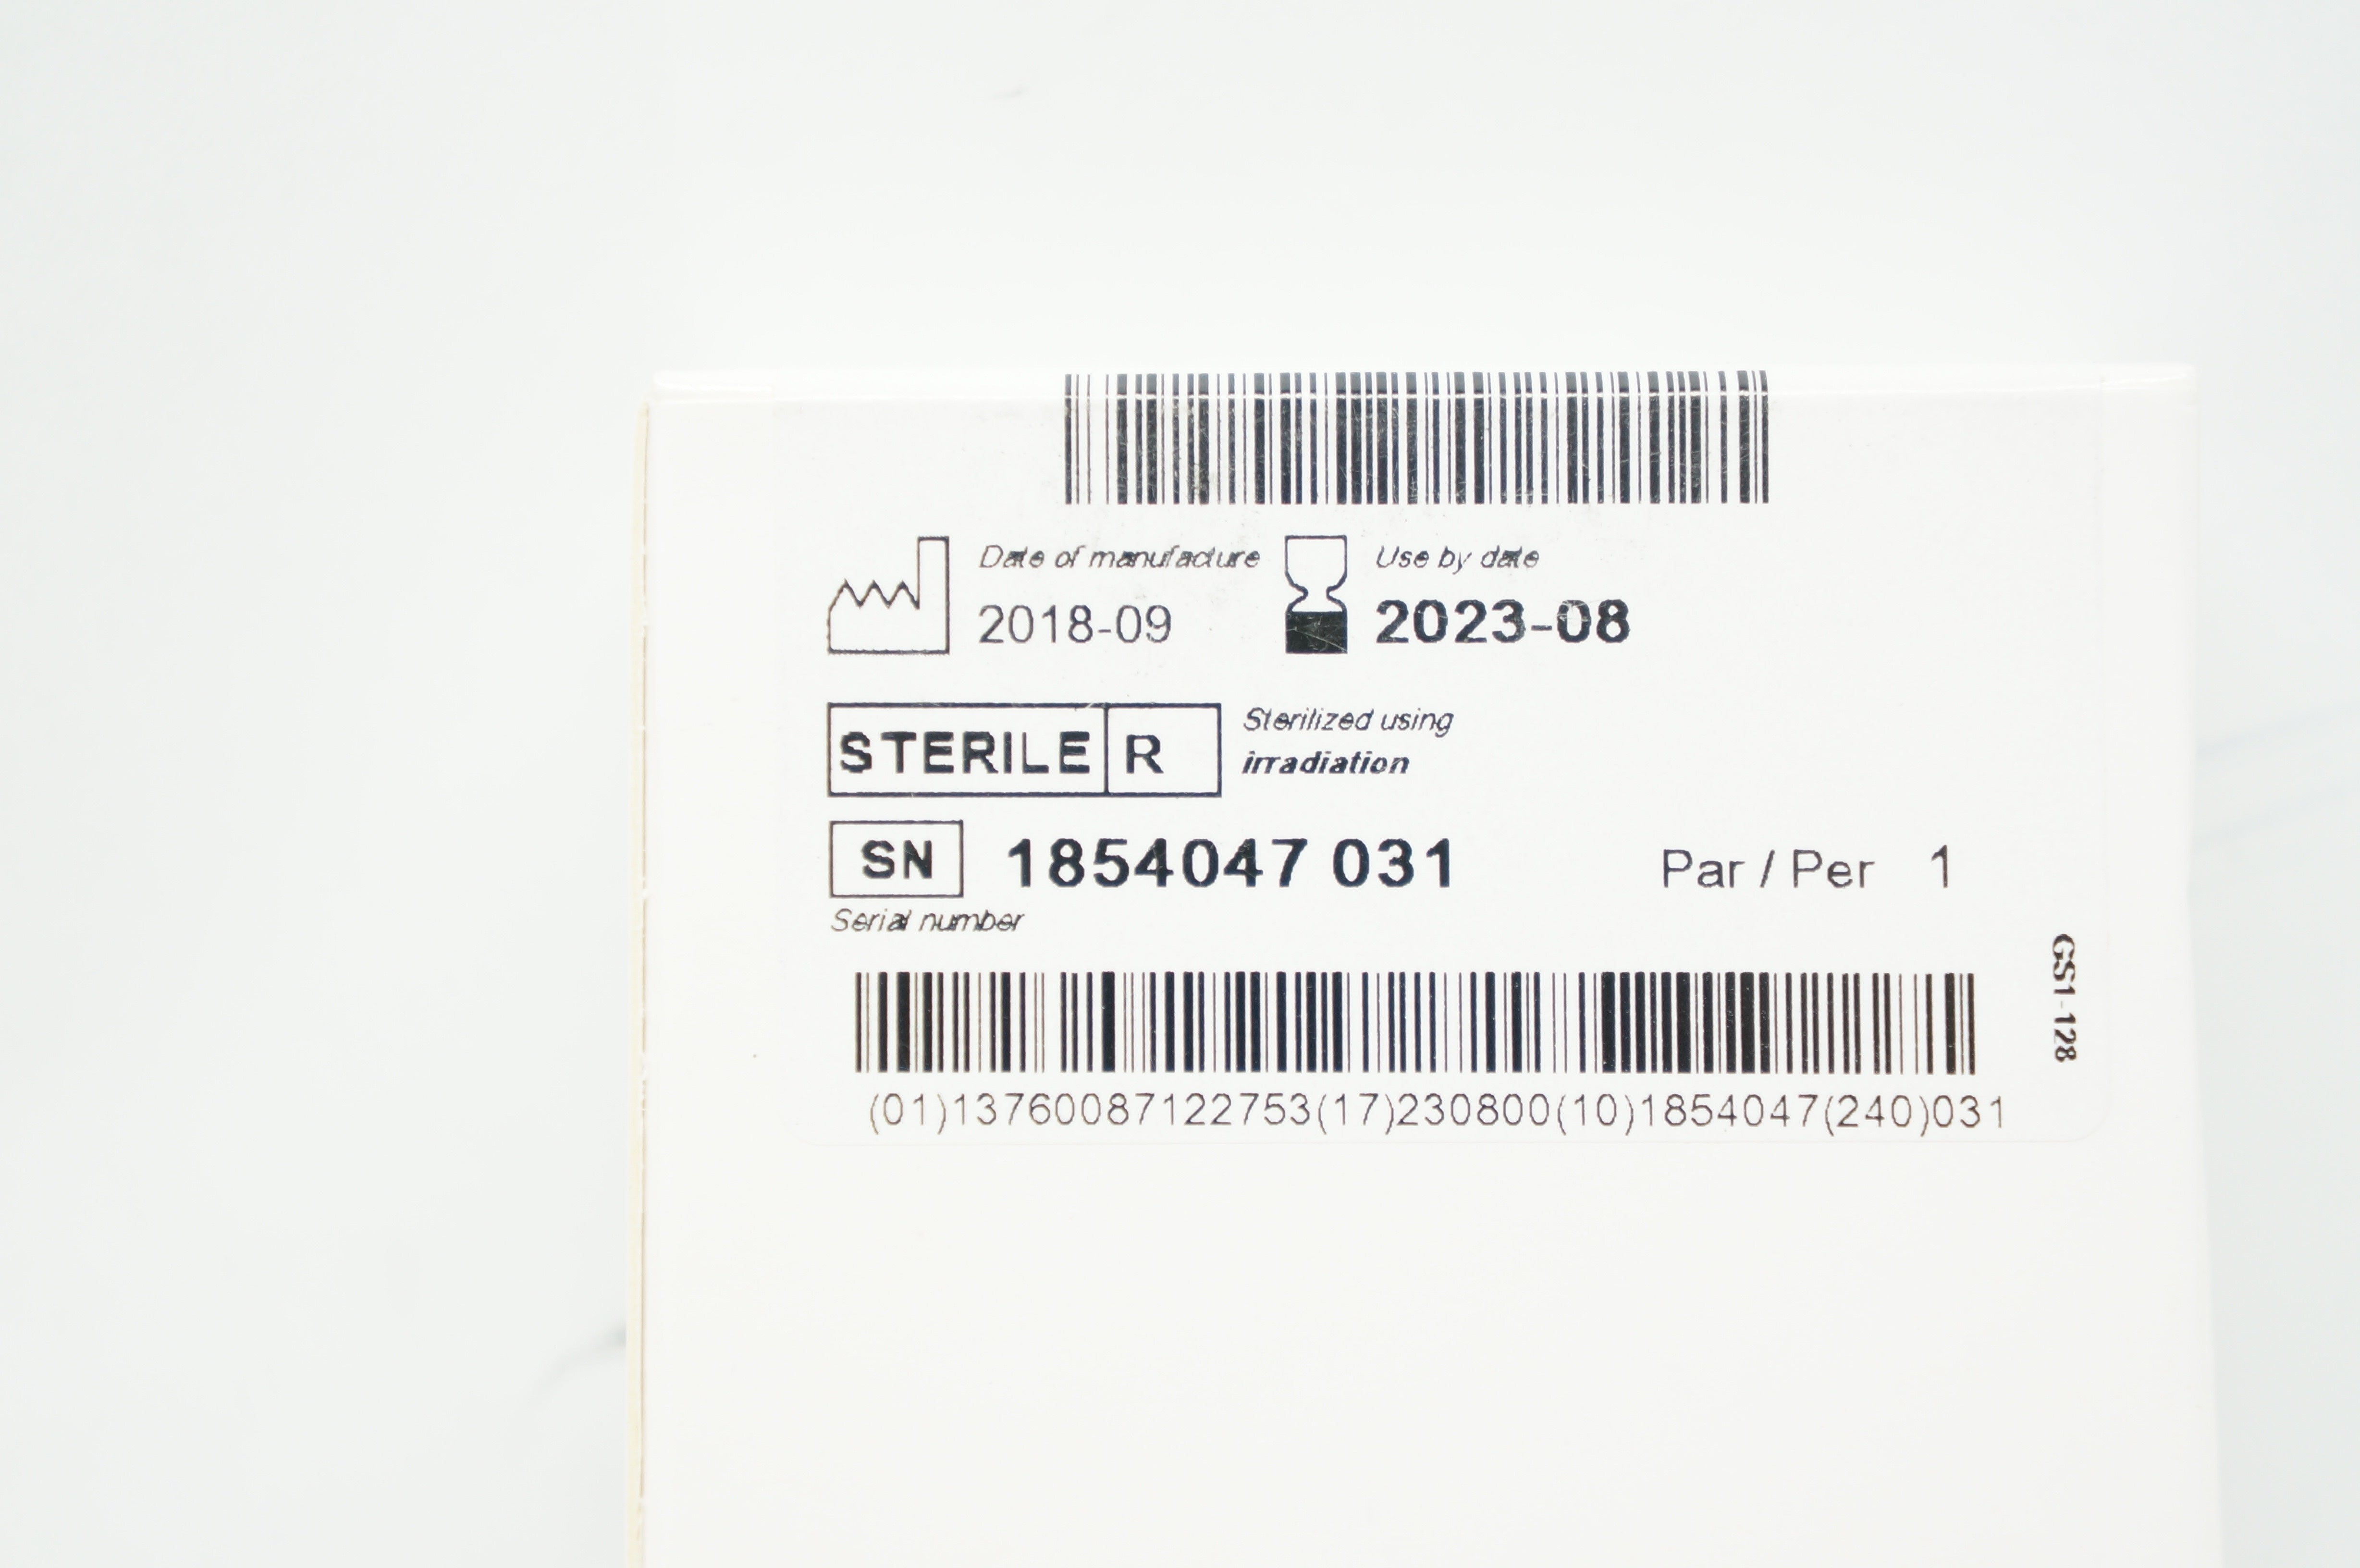 Date of manufacture
2018-09
Use by date
2023-08
STERILE R
Sterilized using
irradiation
SN 1854047 031
Par / Per 1
Serial number
GS1-128
(01)13760087122753(17)230800(10)1854047(240)031